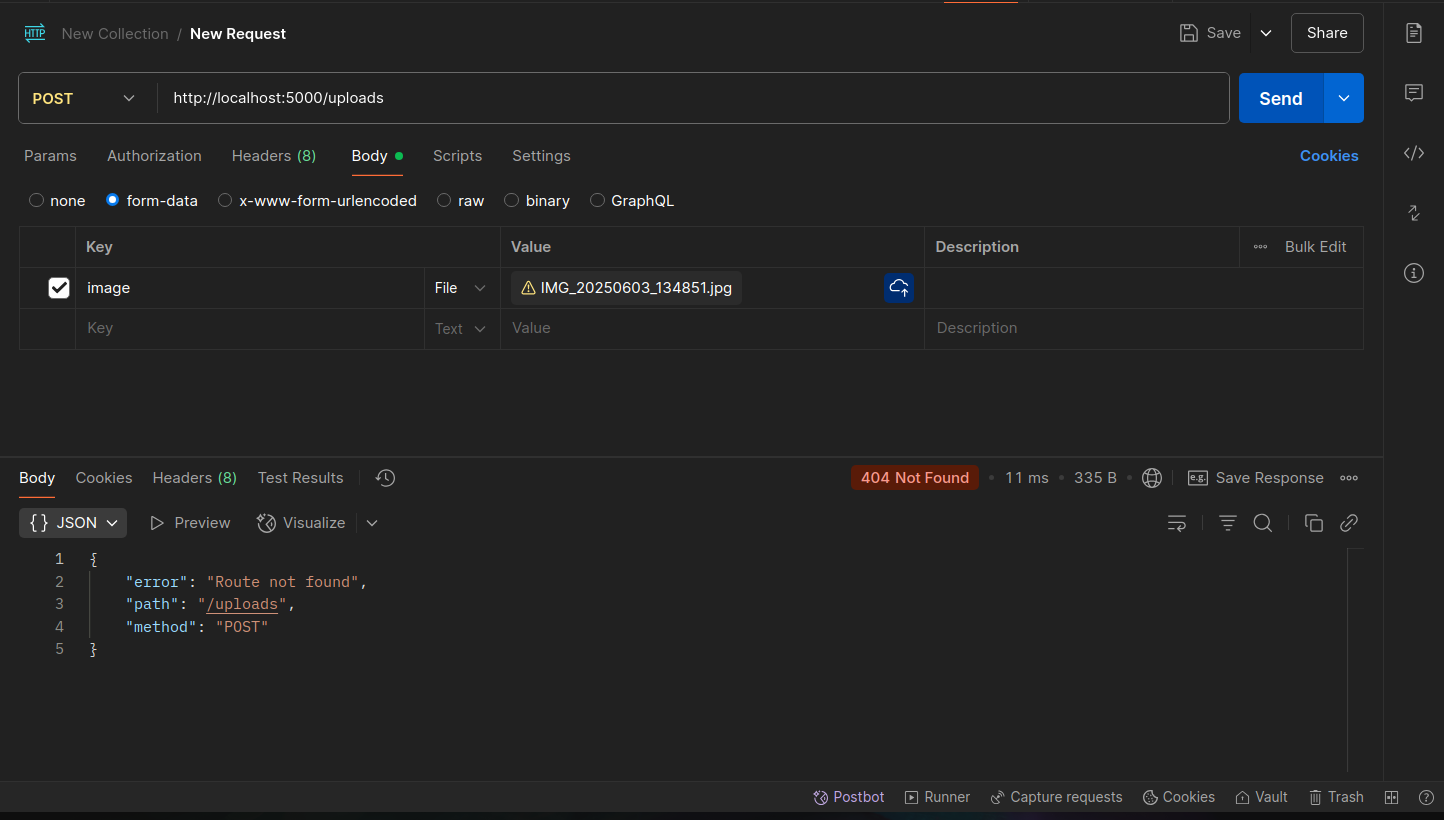 HTTP New Collection / New Request Save Share
POST http://localhost:5000/uploads Send
Params Authorization Headers (8) Body Scripts Settings Cookies
none form-data x-www-form-urlencoded raw binary GraphQL
Key Value Description Bulk Edit
image File IMG_20250603_134851.jpg
Key Text Value Description
Body Cookies Headers (8) Test Results 404 Not Found • 11 ms • 335 B • e.g. Save Response
{} JSON Preview Visualize
1 {
2 "error": "Route not found",
3 "path": "/uploads",
4 "method": "POST"
5 }
Postbot Runner Capture requests Cookies Vault Trash